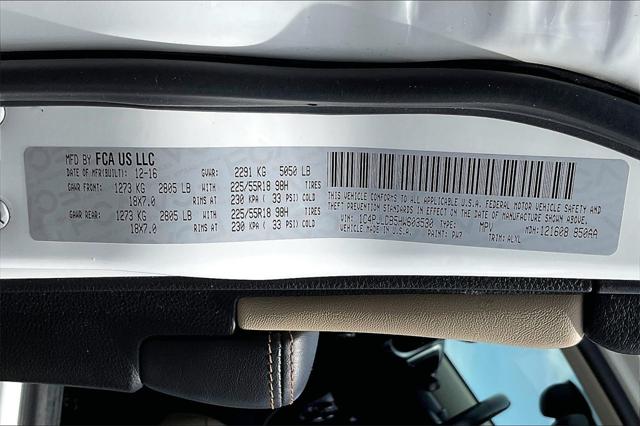 MFD BY FCA US LLC
DATE OF MFR(BUILT): 12-16 GVWR: 2291 KG 5050 LB
GAWR FRONT: 1273 KG 2805 LB WITH 225/55R18 98H TIRES
18X7.0 RIMS AT 230 KPA ( 33 PSI) COLD
GAWR REAR: 1273 KG 2805 LB WITH 225/55R18 98H TIRES
18X7.0 RIMS AT 230 KPA ( 33 PSI) COLD
THIS VEHICLE CONFORMS TO ALL APPLICABLE U.S.A. FEDERAL MOTOR VEHICLE SAFETY AND
THEFT PREVENTION STANDARDS IN EFFECT ON THE DATE OF MANUFACTURE SHOWN ABOVE.
VIN: TYPE: MPV MDH: 121608 850AA
VEHICLE MADE IN U.S.A. PAINT: PW7 TRIM: ALXL